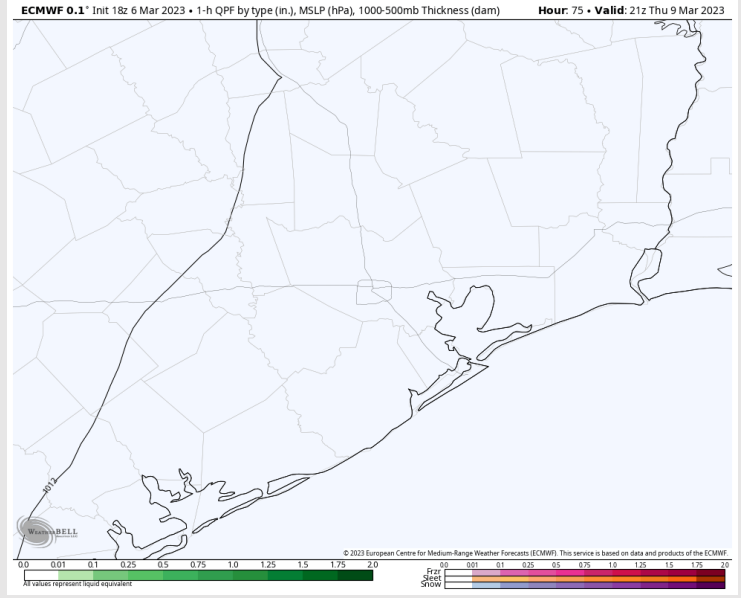 ECMWF 0.1° Init 18z 6 Mar 2023 • 1-h QPF by type (in.), MSLP (hPa), 1000-500mb Thickness (dam) Hour: 75 • Valid: 21z Thu 9 Mar 2023
1012
WeatherBELL
© 2023 European Centre for Medium-Range Weather Forecasts (ECMWF). This service is based on data and products of the ECMWF.
0.0 0.01 0.1 0.25 0.5 0.75 1.0 1.25 1.5 1.75 2.0 0.0 .001 0.1 0.25 0.5 0.75 1.0 1.25 1.5 1.75 2.0
Frzr
Sleet
Snow
All values represent liquid equivalent